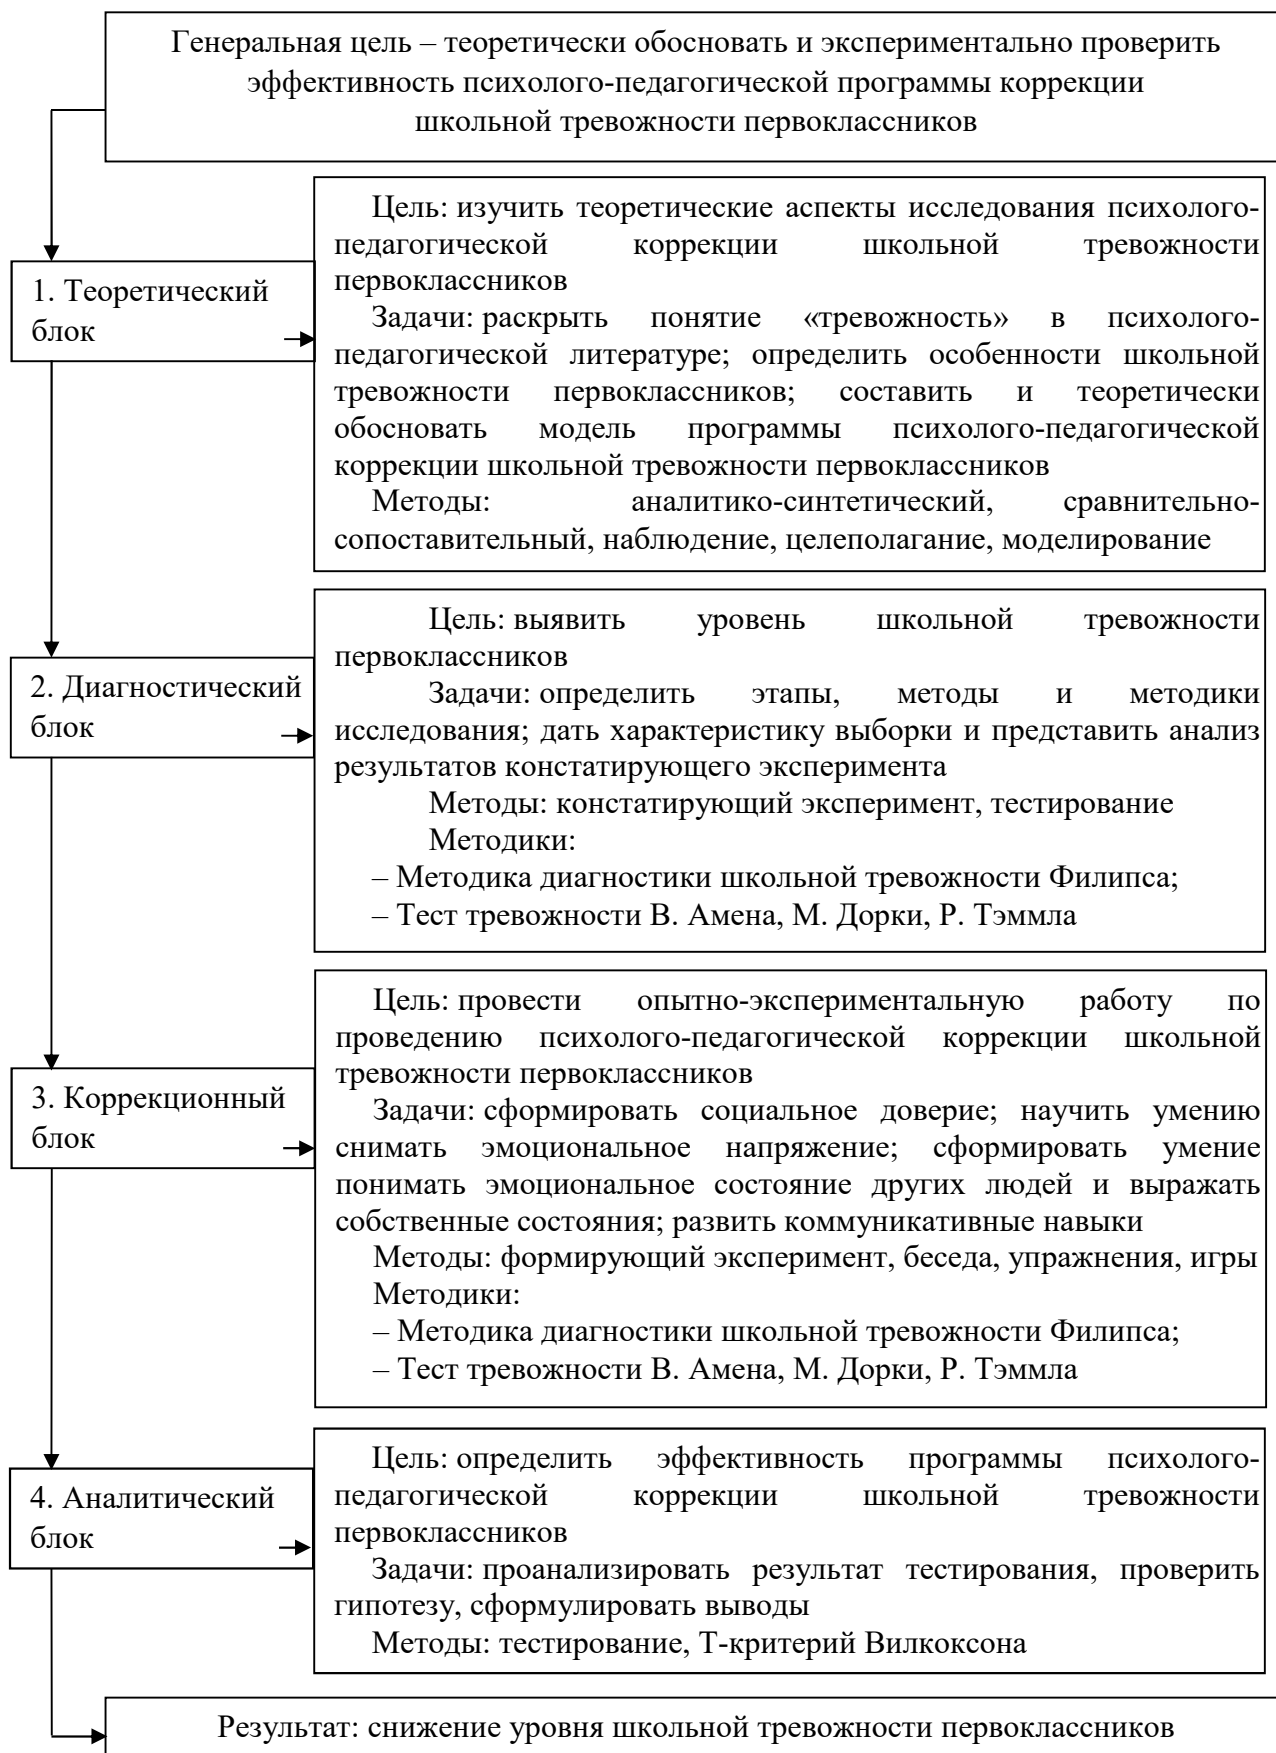 Генеральная цель – теоретически обосновать и экспериментально проверить
эффективность психолого-педагогической программы коррекции
школьной тревожности первоклассников
1. Теоретический
блок
Цель: изучить теоретические аспекты исследования психолого-
педагогической коррекции школьной тревожности
первоклассников
Задачи: раскрыть понятие «тревожность» в психолого-
педагогической литературе; определить особенности школьной
тревожности первоклассников; составить и теоретически
обосновать модель программы психолого-педагогической
коррекции школьной тревожности первоклассников
Методы: аналитико-синтетический, сравнительно-
сопоставительный, наблюдение, целеполагание, моделирование
2. Диагностический
блок
Цель: выявить уровень школьной тревожности
первоклассников
Задачи: определить этапы, методы и методики
исследования; дать характеристику выборки и представить анализ
результатов констатирующего эксперимента
Методы: констатирующий эксперимент, тестирование
Методики:
– Методика диагностики школьной тревожности Филипса;
– Тест тревожности В. Амена, М. Дорки, Р. Тэммла
3. Коррекционный
блок
Цель: провести опытно-экспериментальную работу по
проведению психолого-педагогической коррекции школьной
тревожности первоклассников
Задачи: сформировать социальное доверие; научить умению
снимать эмоциональное напряжение; сформировать умение
понимать эмоциональное состояние других людей и выражать
собственные состояния; развить коммуникативные навыки
Методы: формирующий эксперимент, беседа, упражнения, игры
Методики:
– Методика диагностики школьной тревожности Филипса;
– Тест тревожности В. Амена, М. Дорки, Р. Тэммла
4. Аналитический
блок
Цель: определить эффективность программы психолого-
педагогической коррекции школьной тревожности
первоклассников
Задачи: проанализировать результат тестирования, проверить
гипотезу, сформулировать выводы
Методы: тестирование, Т-критерий Вилкоксона
Результат: снижение уровня школьной тревожности первоклассников